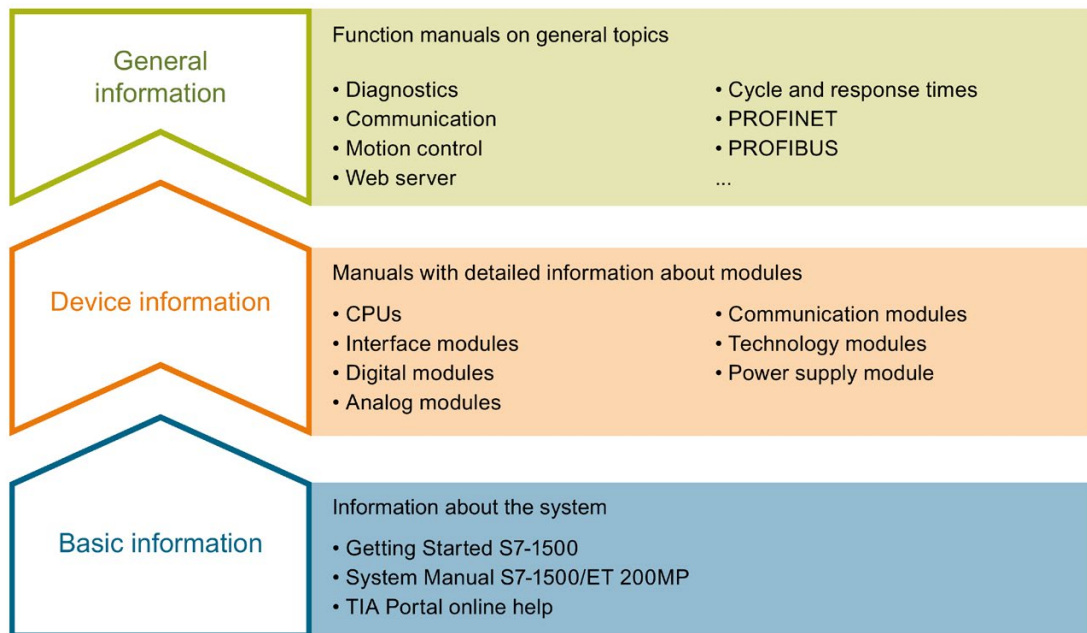 General
information
Function manuals on general topics
• Diagnostics
• Communication
• Motion control
• Web server
• Cycle and response times
• PROFINET
• PROFIBUS
...
Device information
Manuals with detailed information about modules
• CPUs
• Interface modules
• Digital modules
• Analog modules
• Communication modules
• Technology modules
• Power supply module
Basic information
Information about the system
• Getting Started S7-1500
• System Manual S7-1500/ET 200MP
• TIA Portal online help